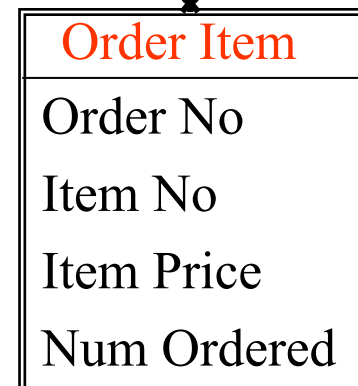 Order Item
Order No
Item No
Item Price
Num Ordered